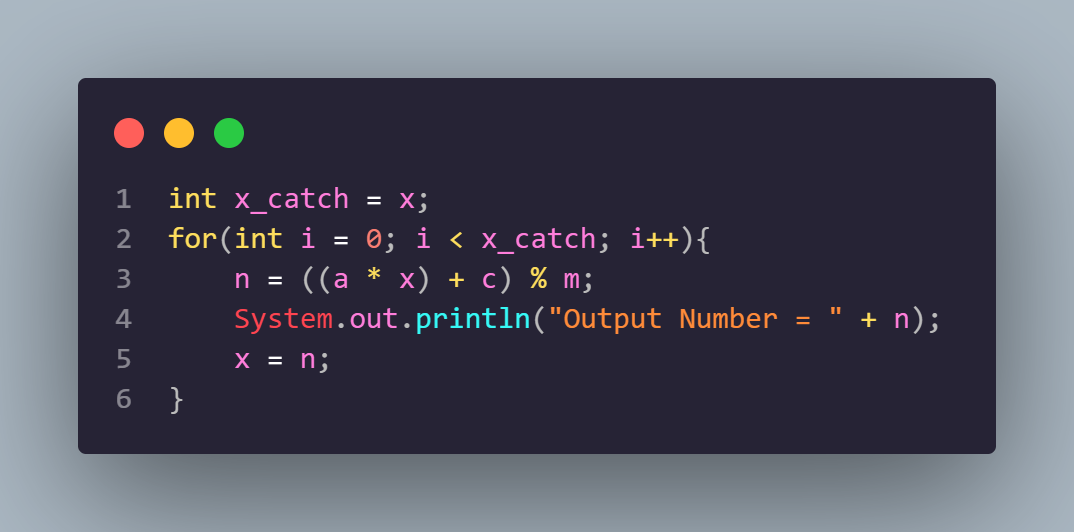 1 int x_catch = x;
2 for(int i = 0; i < x_catch; i++){
3     n = ((a * x) + c) % m;
4     System.out.println("Output Number = " + n);
5     x = n;
6 }